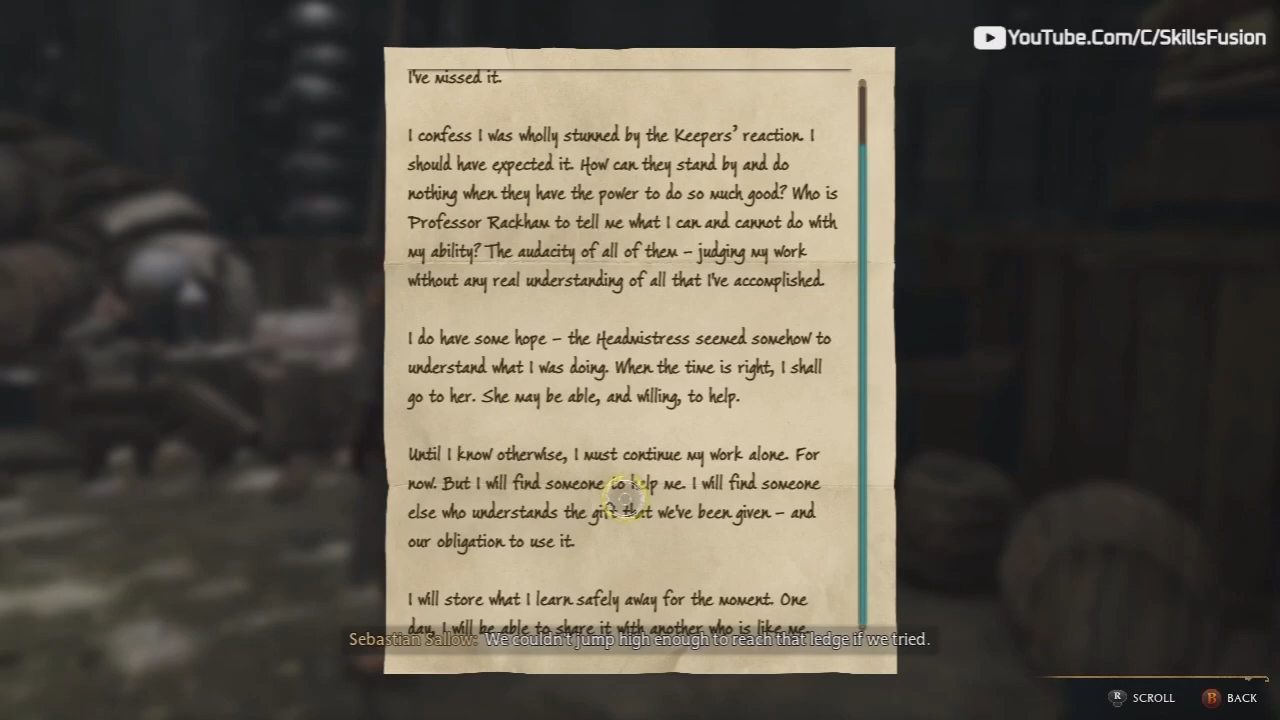 YouTube.Com/C/SkillsFusion
I've missed it.
I confess I was wholly stunned by the Keepers' reaction. I
should have expected it. How can they stand by and do
nothing when they have the power to do so much good? Who is
Professor Rackham to tell me what I can and cannot do with
my ability? The audacity of all of them – judging my work
without any real understanding of all that I've accomplished.
I do have some hope – the Headmistress seemed somehow to
understand what I was doing. When the time is right, I shall
go to her. She may be able, and willing, to help.
Until I know otherwise, I must continue my work alone. For
now. But I will find someone to help me. I will find someone
else who understands the gift that we've been given – and
our obligation to use it.
I will store what I learn safely away for the moment. One
day, I will be able to share it with another who is like me.
Sebastian Sallow: We couldn't jump high enough to reach that ledge if we tried.
R SCROLL B BACK